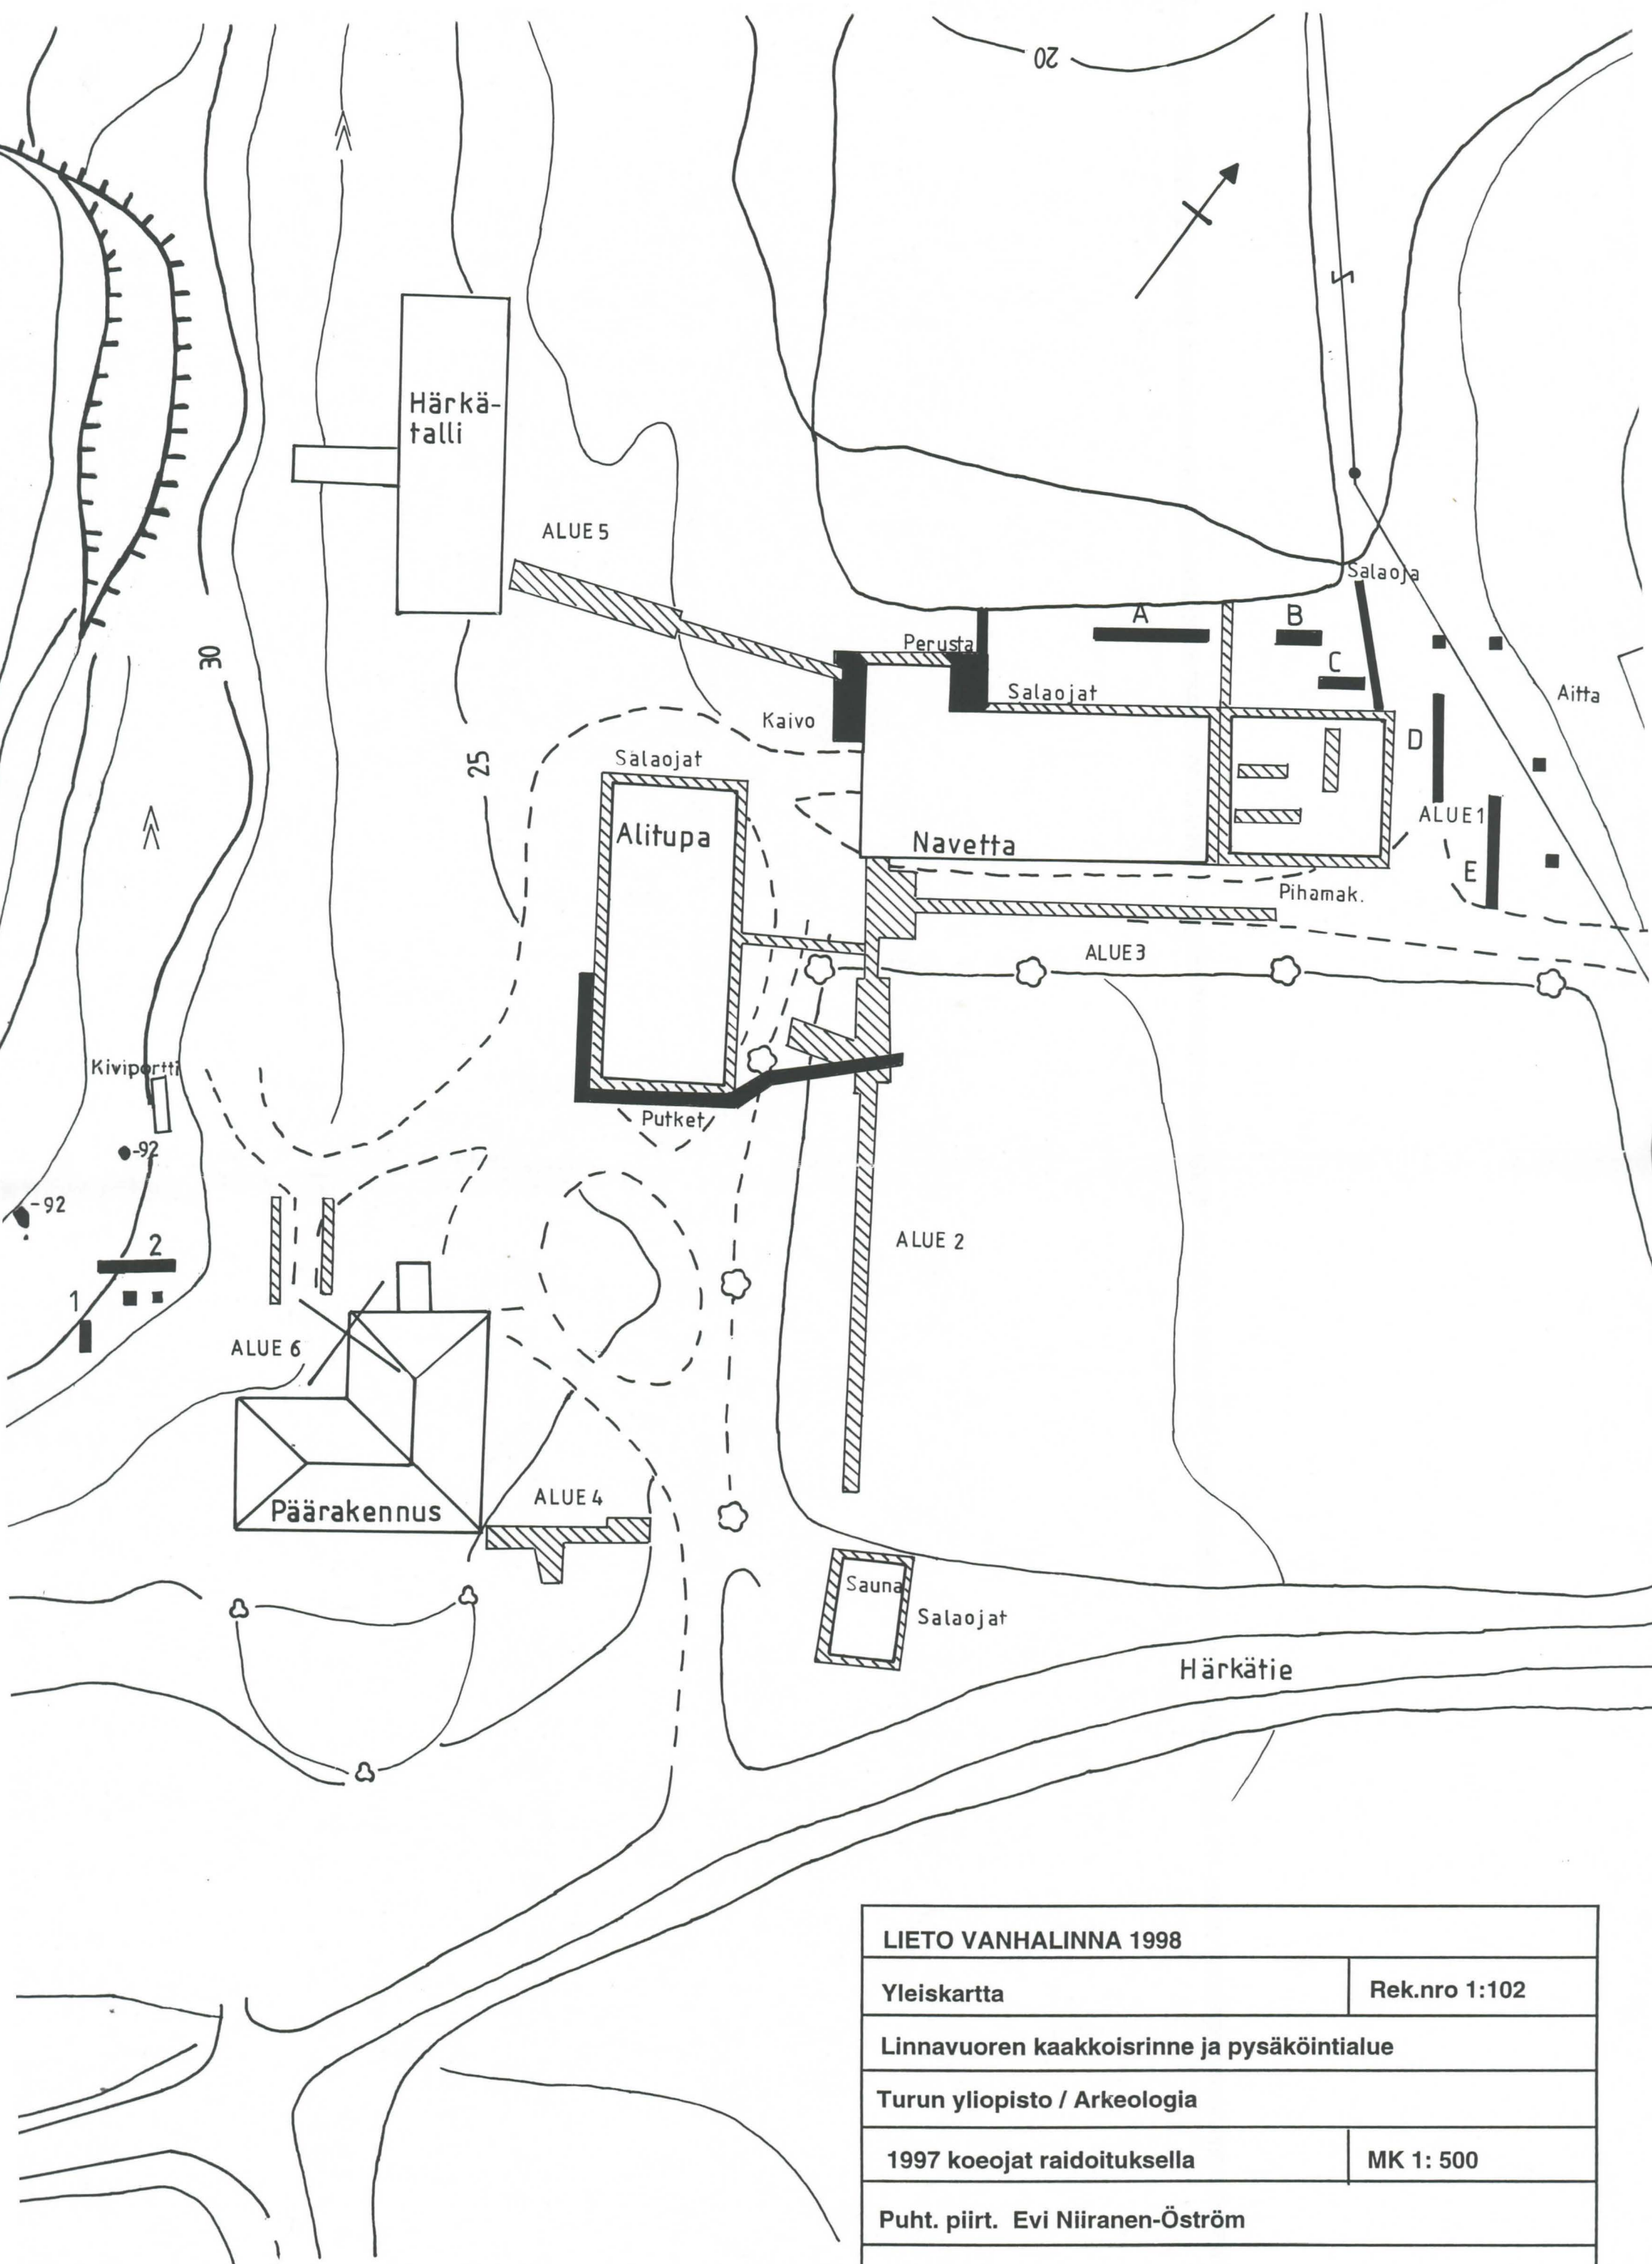 20
Härkä-
talli
ALUE 5
Salaoja
A
B
Perusta
C
30
Salaojat
Aitta
Kaivo
D
25
Salaojat
ALUE 1
Alitupa
Navetta
E
Pihamak.
ALUE 3
Kiviportti
Putket
-92
-92
2
ALUE 2
1
ALUE 6
ALUE 4
Päärakennus
Sauna
Salaojat
Härkätie
LIETO VANHALINNA 1998
Yleiskartta
Rek.nro 1:102
Linnavuoren kaakkoisrinne ja pysäköintialue
Turun yliopisto / Arkeologia
1997 koeojat raidoituksella
MK 1: 500
Puht. piirt. Evi Niiranen-Öström